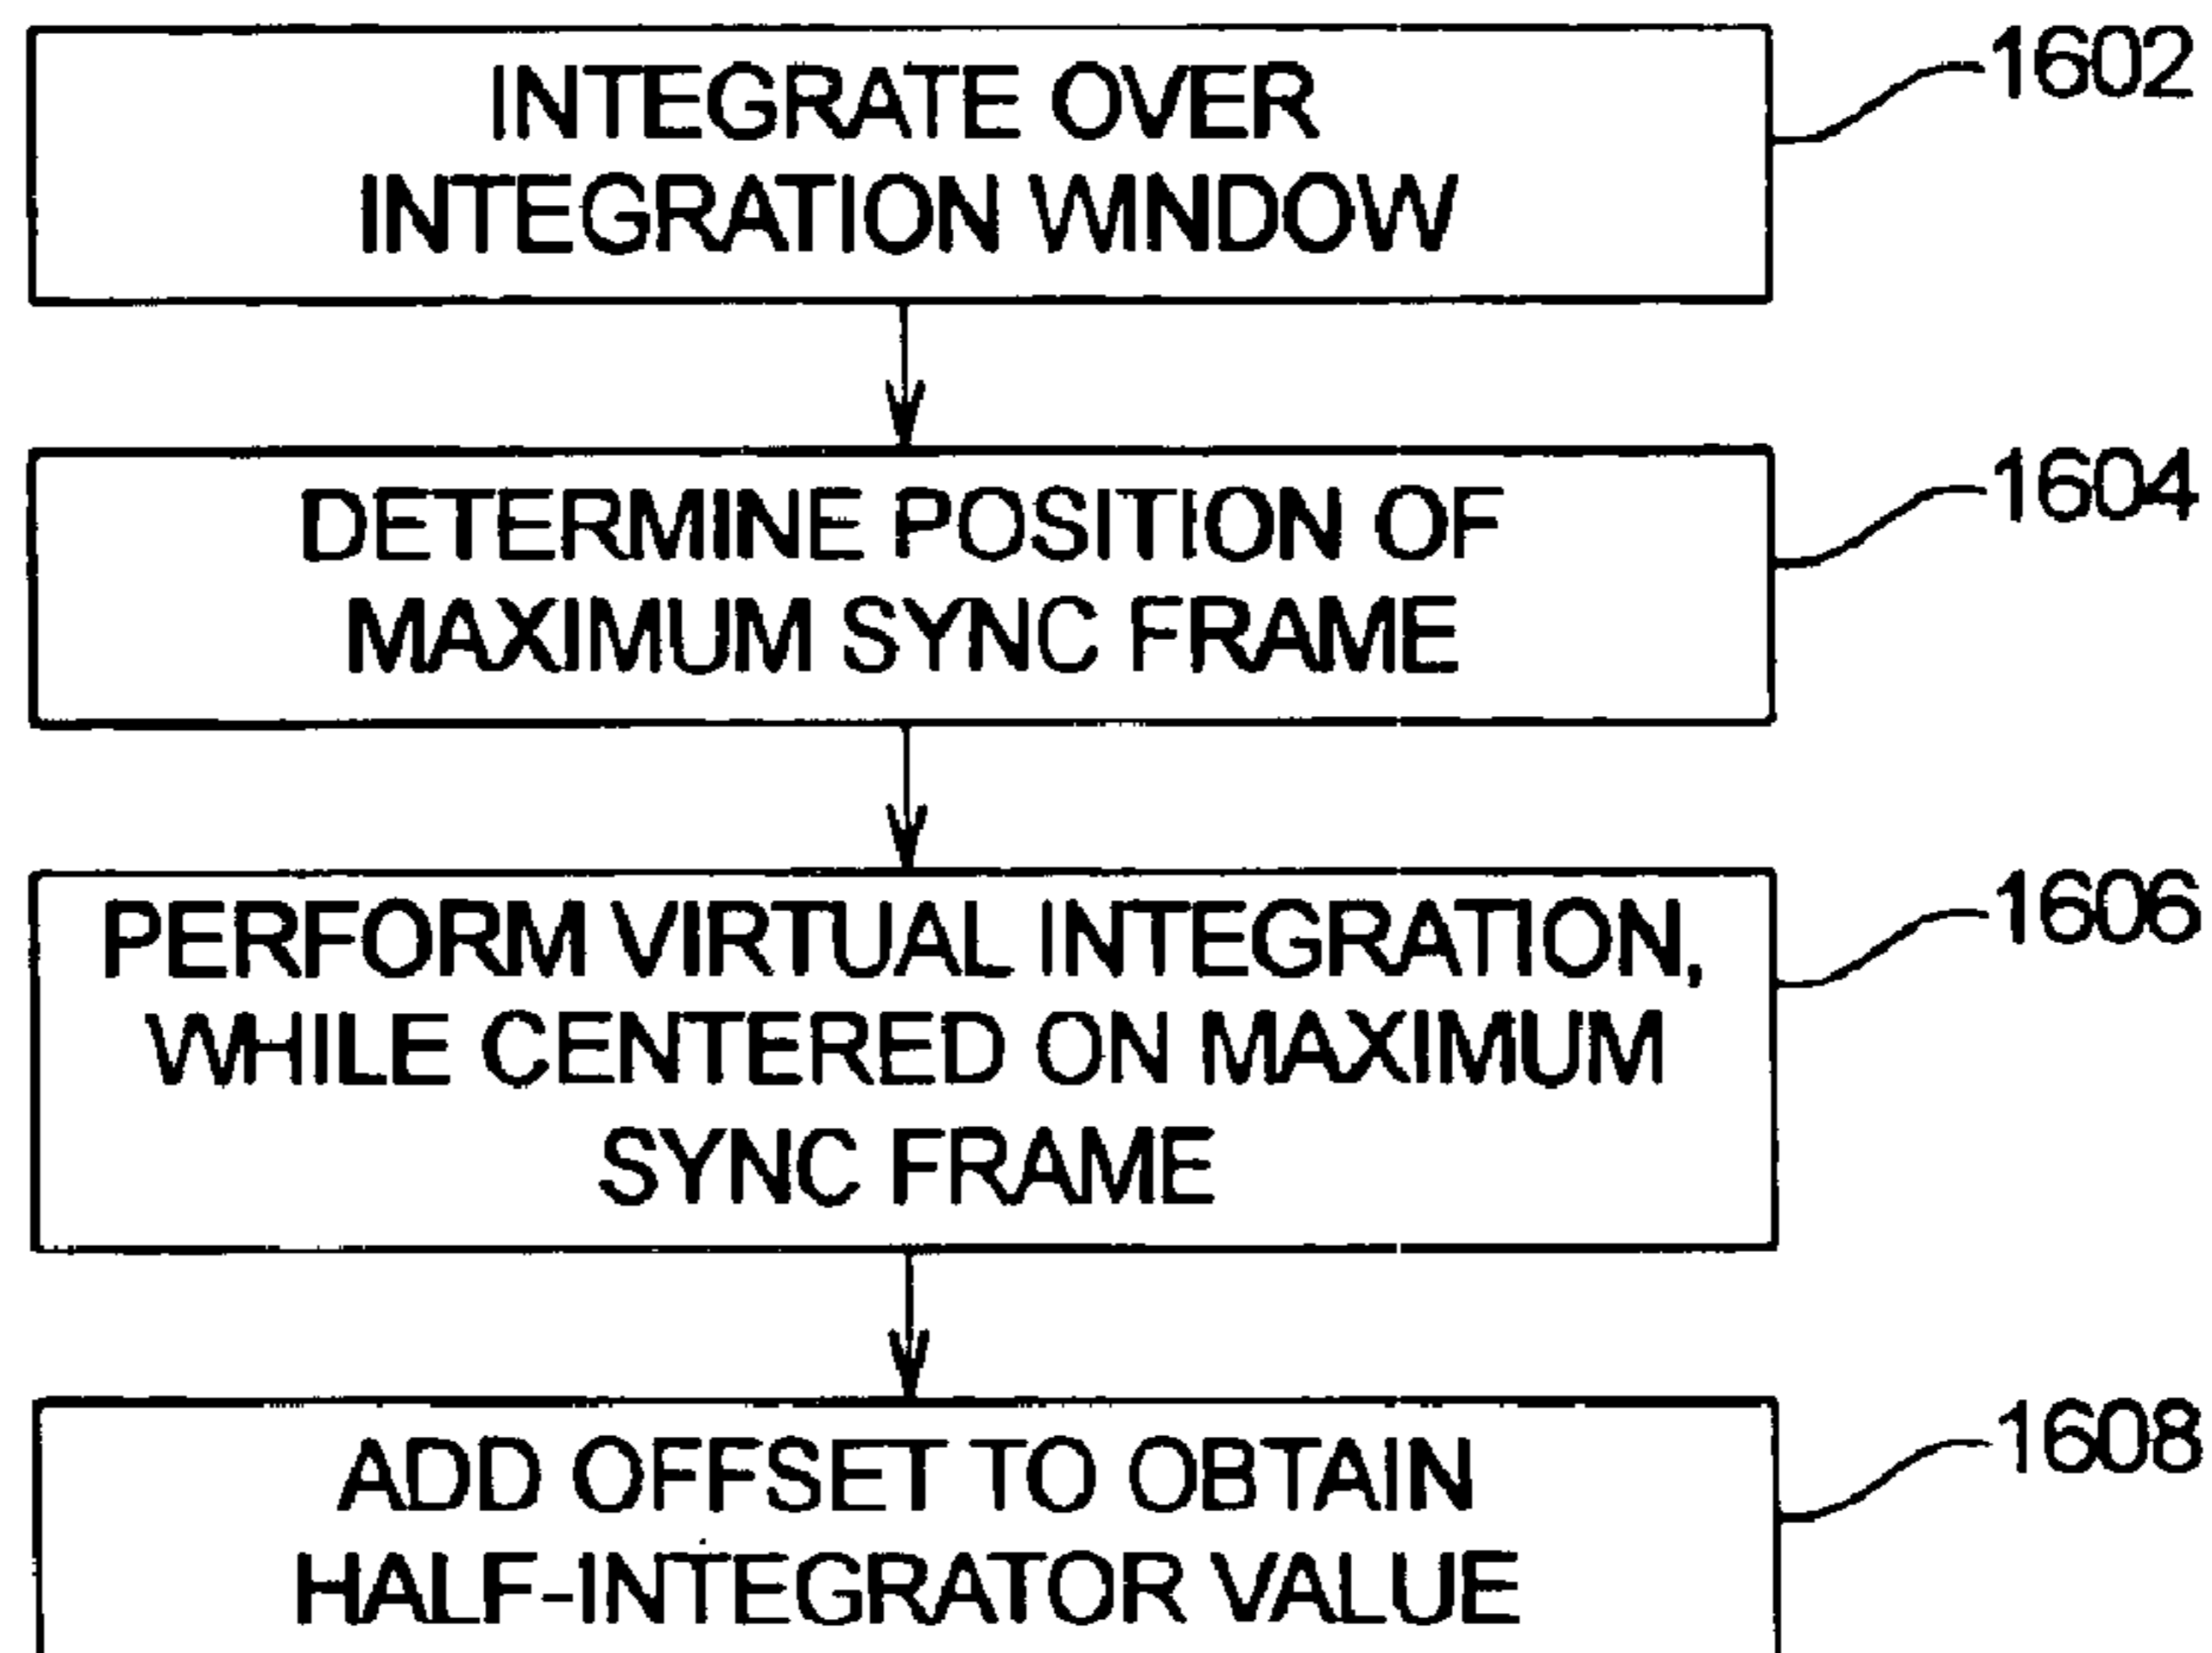 INTEGRATE OVER
INTEGRATION WINDOW
1602
DETERMINE POSITION OF
MAXIMUM SYNC FRAME
1604
PERFORM VIRTUAL INTEGRATION,
WHILE CENTERED ON MAXIMUM
SYNC FRAME
1606
ADD OFFSET TO OBTAIN
HALF-INTEGRATOR VALUE
1608